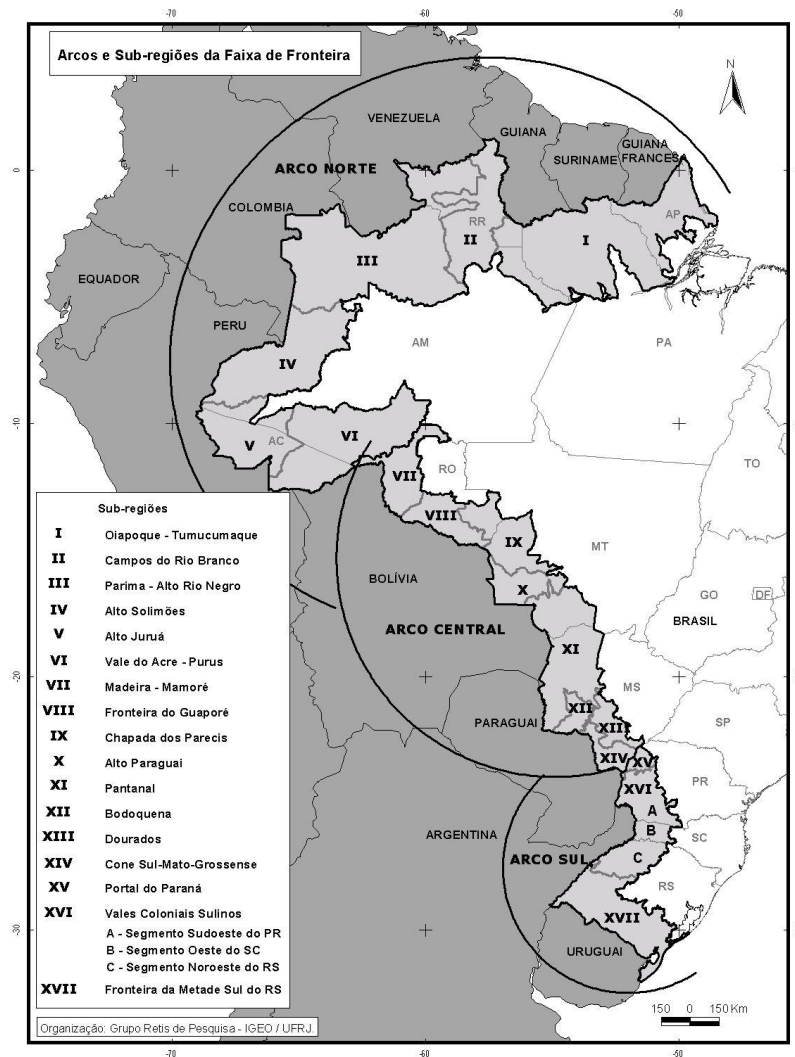 -70
-60
-50
Arcos e Sub-regiões da Faixa de Fronteira
N
VENEZUELA
GUIANA
SURINAME
GUIANA
FRANCES
ARCO NORTE
0
COLOMBIA
RR
AP
II
I
III
EQUADOR
PERU
AM
PA
IV
-10
V
AC
VI
RO
VII
TO
VIII
IX
MT
BOLÍVIA
X
GO
DF
BRASIL
ARCO CENTRAL
XI
-20
MS
XII
PARAGUAI
XIII
SP
XIV
XV
XVI
PR
A
B
SC
ARGENTINA
ARCO SUL
C
RS
XVII
-30
URUGUAI
Sub-regiões
I Oiapoque - Tumucumaque
II Campos do Rio Branco
III Parima - Alto Rio Negro
IV Alto Solimões
V Alto Juruá
VI Vale do Acre - Purus
VII Madeira - Mamoré
VIII Fronteira do Guaporé
IX Chapada dos Parecis
X Alto Paraguai
XI Pantanal
XII Bodoquena
XIII Dourados
XIV Cone Sul-Mato-Grossense
XV Portal do Paraná
XVI Vales Coloniais Sulinos
A - Segmento Sudoeste do PR
B - Segmento Oeste do SC
C - Segmento Noroeste do RS
XVII Fronteira da Metade Sul do RS
150 0 150 Km
Organização: Grupo Retis de Pesquisa - IGEO / UFRJ.
-70
-60
-50